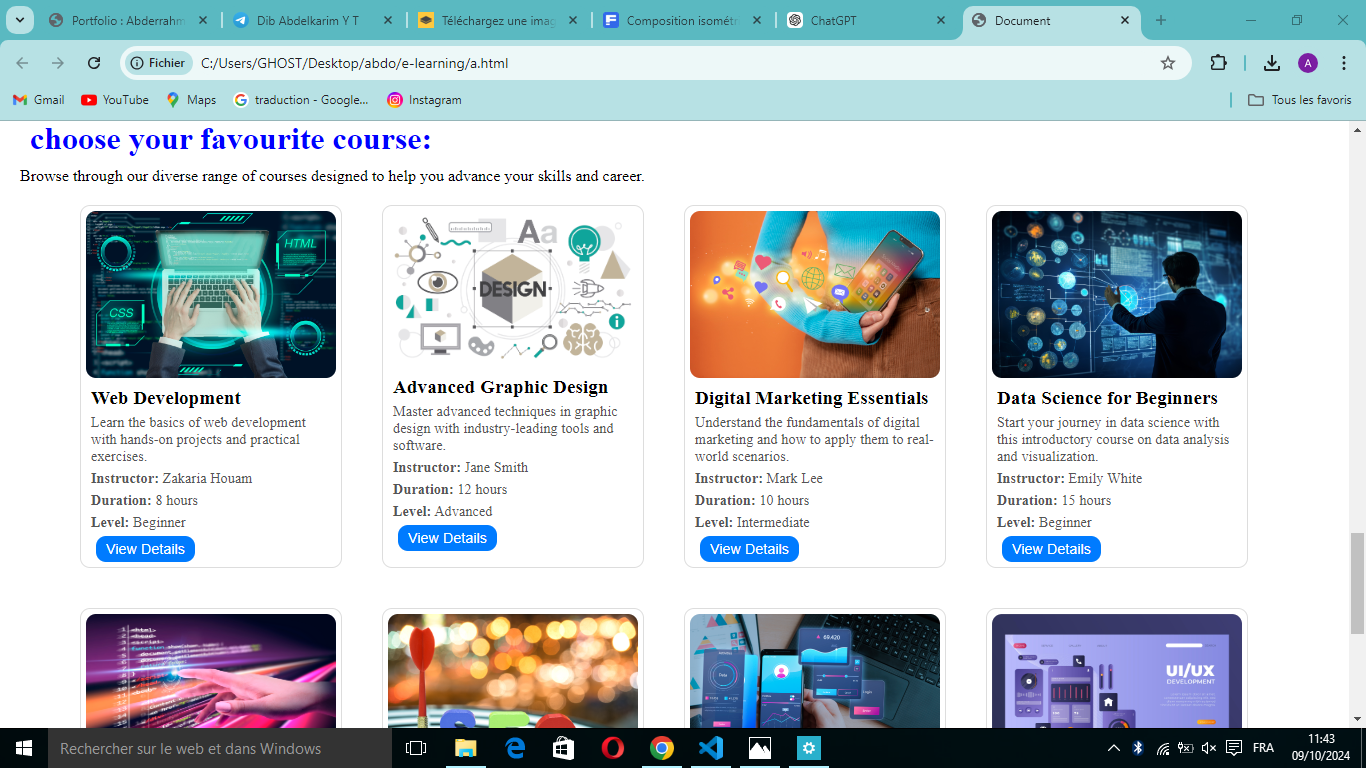 Portfolio : Abderrahm
Dib Abdelkarim Y T
Téléchargez une imag
Composition isométr
ChatGPT
Document
Fichier
C:/Users/GHOST/Desktop/abdo/e-learning/a.html
A
Gmail
YouTube
Maps
traduction - Google...
Instagram
Tous les favoris
choose your favourite course:
Browse through our diverse range of courses designed to help you advance your skills and career.
HTML
CSS
Web Development
Learn the basics of web development
with hands-on projects and practical
exercises.
Instructor: Zakaria Houam
Duration: 8 hours
Level: Beginner
View Details
Aa
DESIGN
Advanced Graphic Design
Master advanced techniques in graphic
design with industry-leading tools and
software.
Instructor: Jane Smith
Duration: 12 hours
Level: Advanced
View Details
Digital Marketing Essentials
Understand the fundamentals of digital
marketing and how to apply them to real-
world scenarios.
Instructor: Mark Lee
Duration: 10 hours
Level: Intermediate
View Details
Data Science for Beginners
Start your journey in data science with
this introductory course on data analysis
and visualization.
Instructor: Emily White
Duration: 15 hours
Level: Beginner
View Details
<html>
<head>
<script>
69.420
UI/UX
DEVELOPMENT
Rechercher sur le web et dans Windows
FRA
11:43
09/10/2024